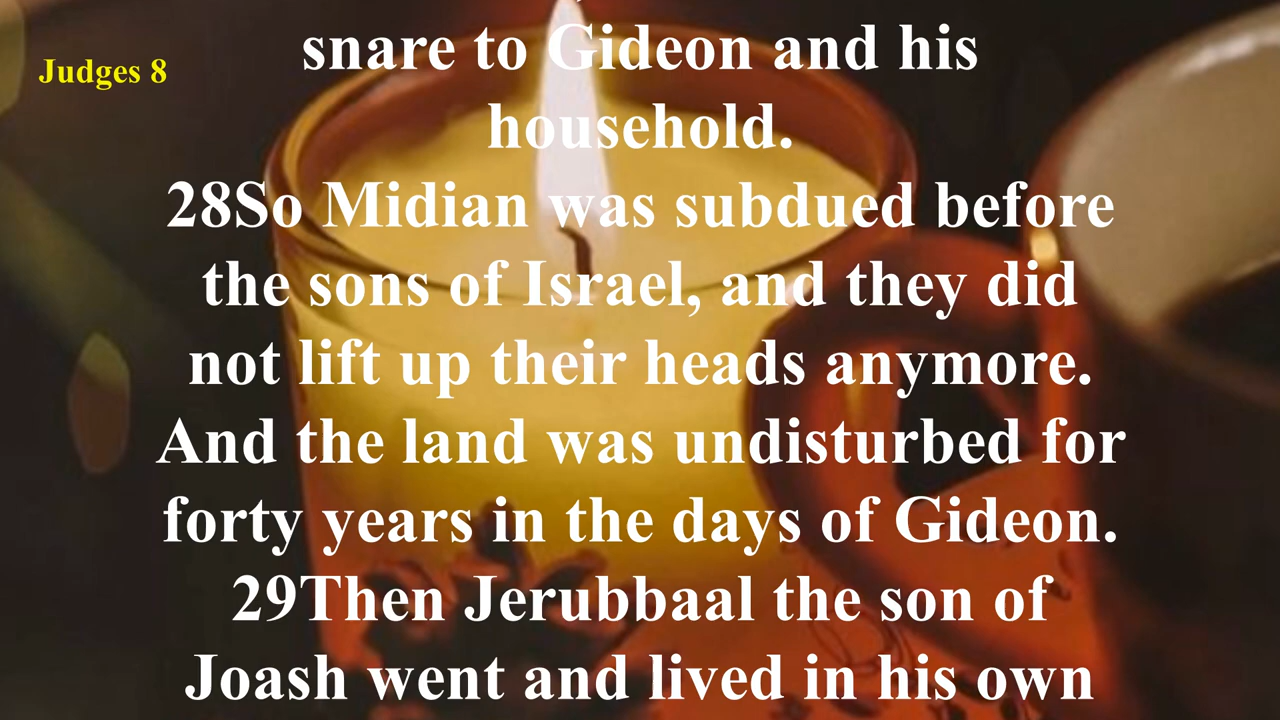 Judges 8
snare to Gideon and his
household.
28So Midian was subdued before
the sons of Israel, and they did
not lift up their heads anymore.
And the land was undisturbed for
forty years in the days of Gideon.
29Then Jerubbaal the son of
Joash went and lived in his own